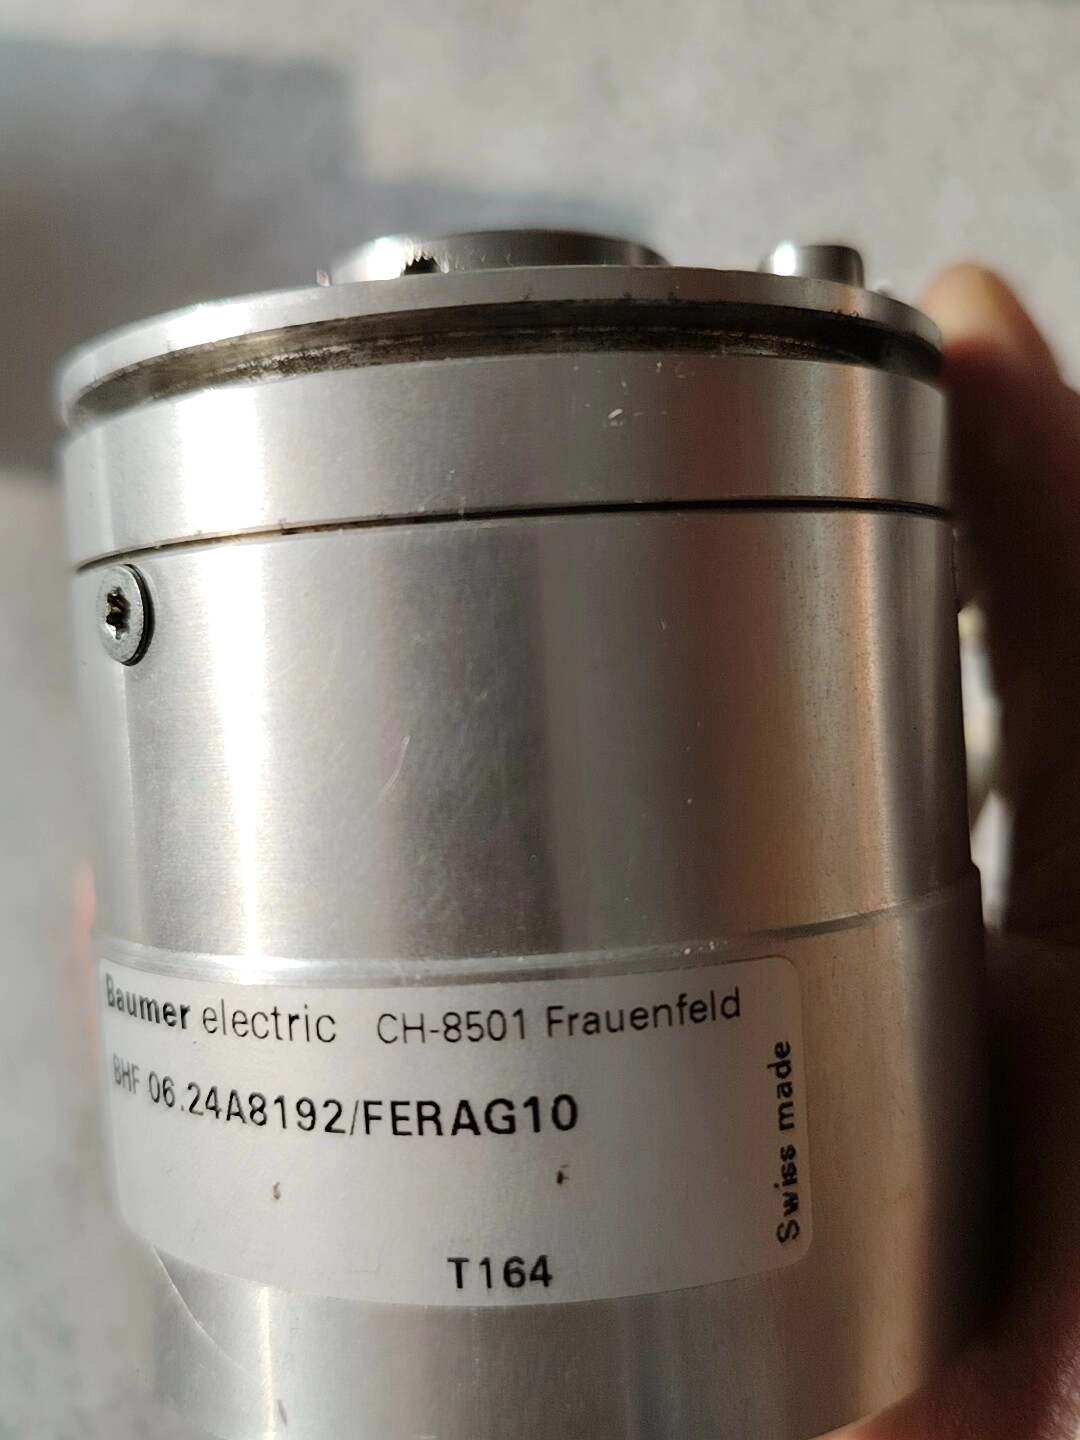 Baumer electric CH-8501 Frauenfeld
BHF 06.24A8192/FERAG10
T164
Swiss made